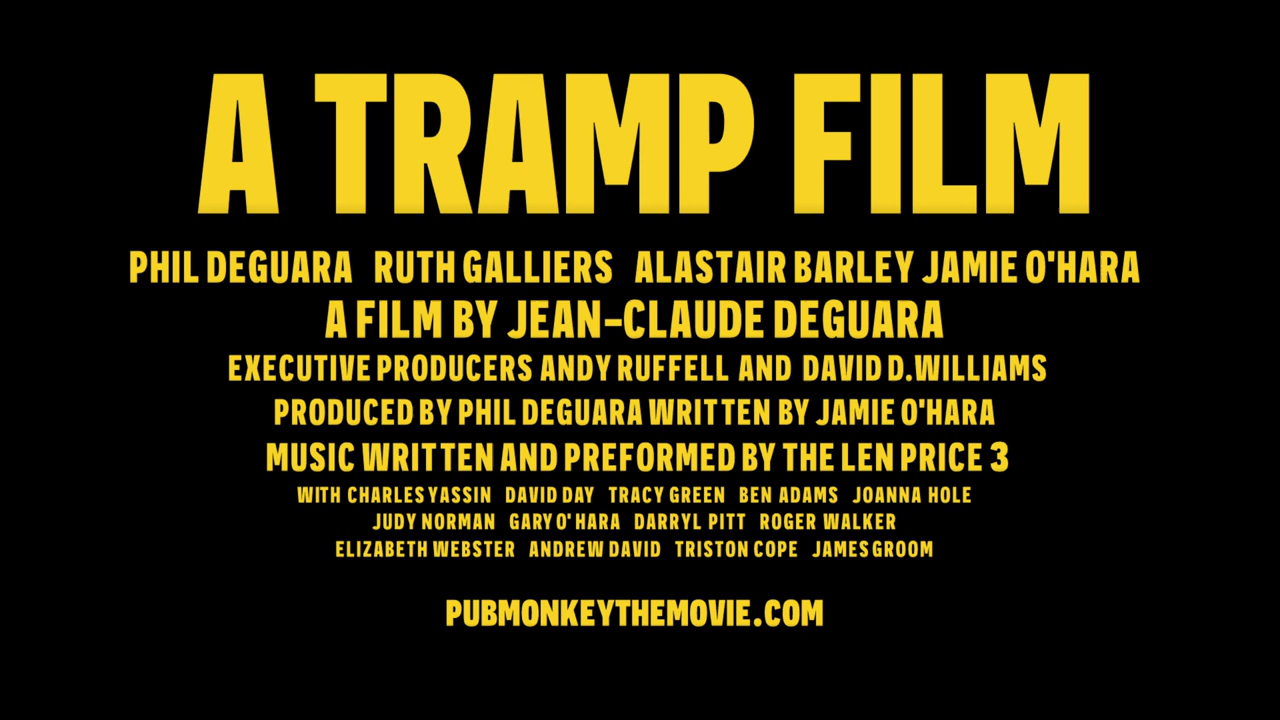 A TRAMP FILM
PHIL DEGUARA RUTH GALLIERS ALASTAIR BARLEY JAMIE O'HARA
A FILM BY JEAN-CLAUDE DEGUARA
EXECUTIVE PRODUCERS ANDY RUFFELL AND DAVID D.WILLIAMS
PRODUCED BY PHIL DEGUARA WRITTEN BY JAMIE O'HARA
MUSIC WRITTEN AND PREFORMED BY THE LEN PRICE 3
WITH CHARLES YASSIN DAVID DAY TRACY GREEN BEN ADAMS JOANNA HOLE
JUDY NORMAN GARY O'HARA DARRYL PITT ROGER WALKER
ELIZABETH WEBSTER ANDREW DAVID TRISTON COPE JAMES GROOM
PUBMONKEYTHEMOVIE.COM